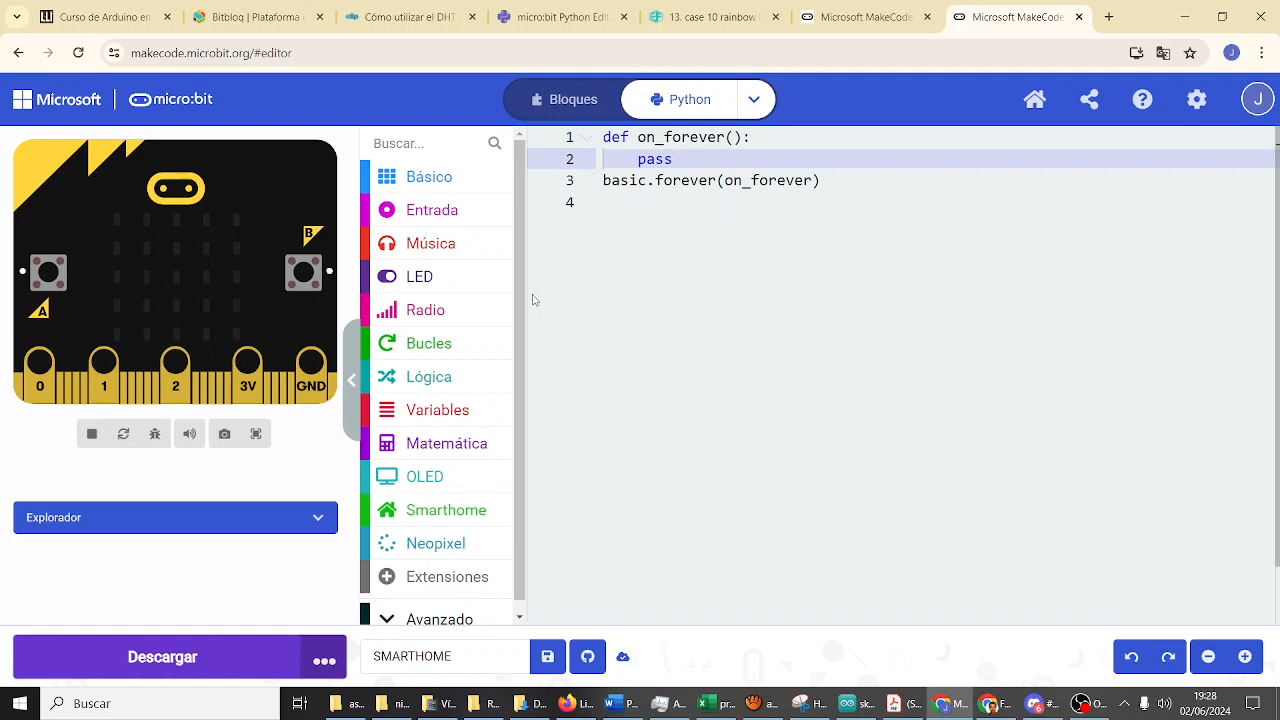 Curso de Arduino en
Bitblog | Plataforma
Cómo utilizar el DHT
micro:bit Python Edit
13. case 10 rainbow
Microsoft MakeCode
Microsoft MakeCode
makecode.microbit.org/#editor
J
Microsoft
micro:bit
Bloques
Python
J
B
A
0 1 2 3V GND
Explorador
Descargar
Buscar...
Básico
Entrada
Música
LED
Radio
Bucles
Lógica
Variables
Matemática
OLED
Smarthome
Neopixel
Extensiones
Avanzado
1 def on_forever():
2 pass
3 basic.forever(on_forever)
4
SMARTHOME
Buscar
19:28
02/06/2024